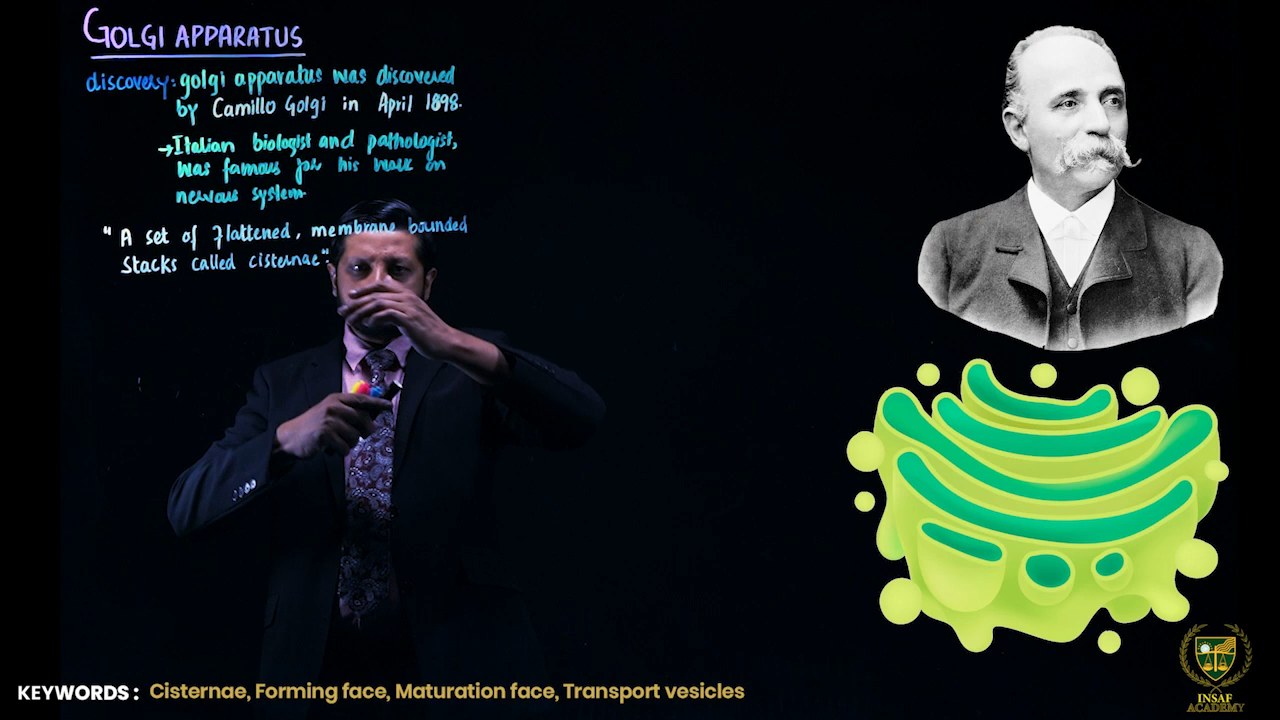 GOLGI APPARATUS
discovery: golgi apparatus was discovered
by Camillo Golgi in April 1898.
→Italian biologist and pathologist,
was famous for his work on
nervous system.
"A set of flattened, membrane bounded
Stacks called cisternae".
KEYWORDS: Cisternae, Forming face, Maturation face, Transport vesicles
INSAF
ACADEMY